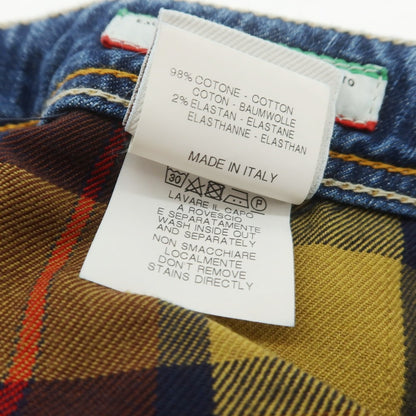 98% COTONE - COTTON
COTON - BAUMWOLLE
2% ELASTAN - ELASTANE
ELASTHANNE - ELASTHAN
MADE IN ITALY
30 P
LAVARE IL CAPO
A ROVESCIO
E SEPARATAMENTE
WASH INSIDE OUT
AND SEPARATELY
NON SMACCHIARE
LOCALMENTE
DON'T REMOVE
STAINS DIRECTLY